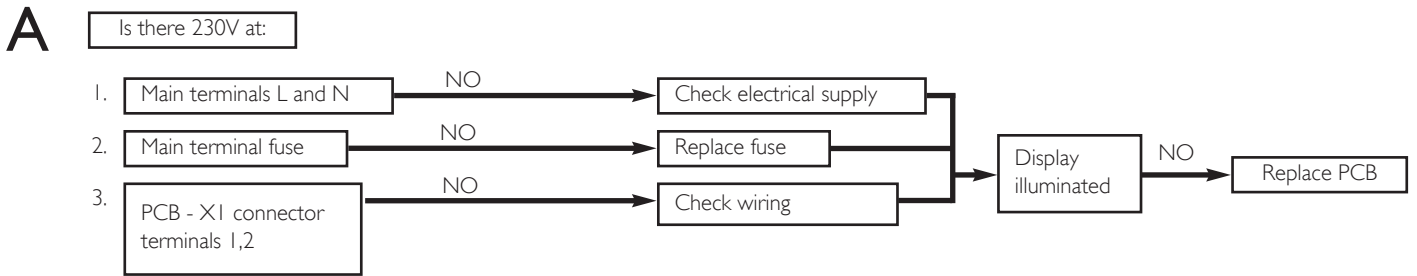 A
Is there 230V at:
1. Main terminals L and N NO Check electrical supply
2. Main terminal fuse NO Replace fuse
Display
illuminated
NO
Replace PCB
3. PCB - X1 connector
terminals 1,2
NO Check wiring